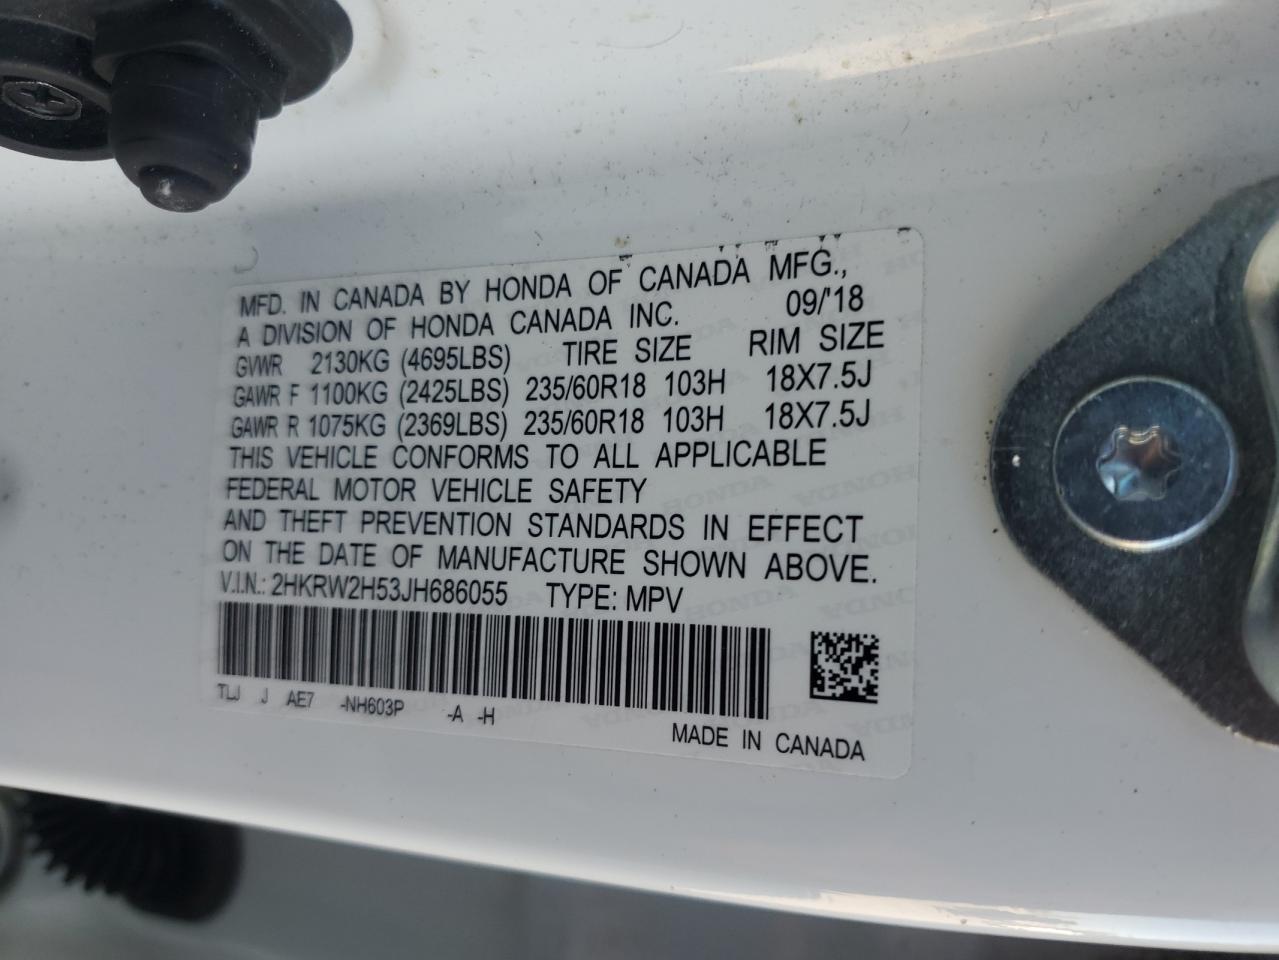 MFD. IN CANADA BY HONDA OF CANADA MFG.,
A DIVISION OF HONDA CANADA INC. 09/'18
GVWR 2130KG (4695LBS) TIRE SIZE RIM SIZE
GAWR F 1100KG (2425LBS) 235/60R18 103H 18X7.5J
GAWR R 1075KG (2369LBS) 235/60R18 103H 18X7.5J
THIS VEHICLE CONFORMS TO ALL APPLICABLE
FEDERAL MOTOR VEHICLE SAFETY
AND THEFT PREVENTION STANDARDS IN EFFECT
ON THE DATE OF MANUFACTURE SHOWN ABOVE.
V.I.N.: 2HKRW2H53JH686055 TYPE: MPV
TLJ J AE7 -NH603P -A -H
MADE IN CANADA